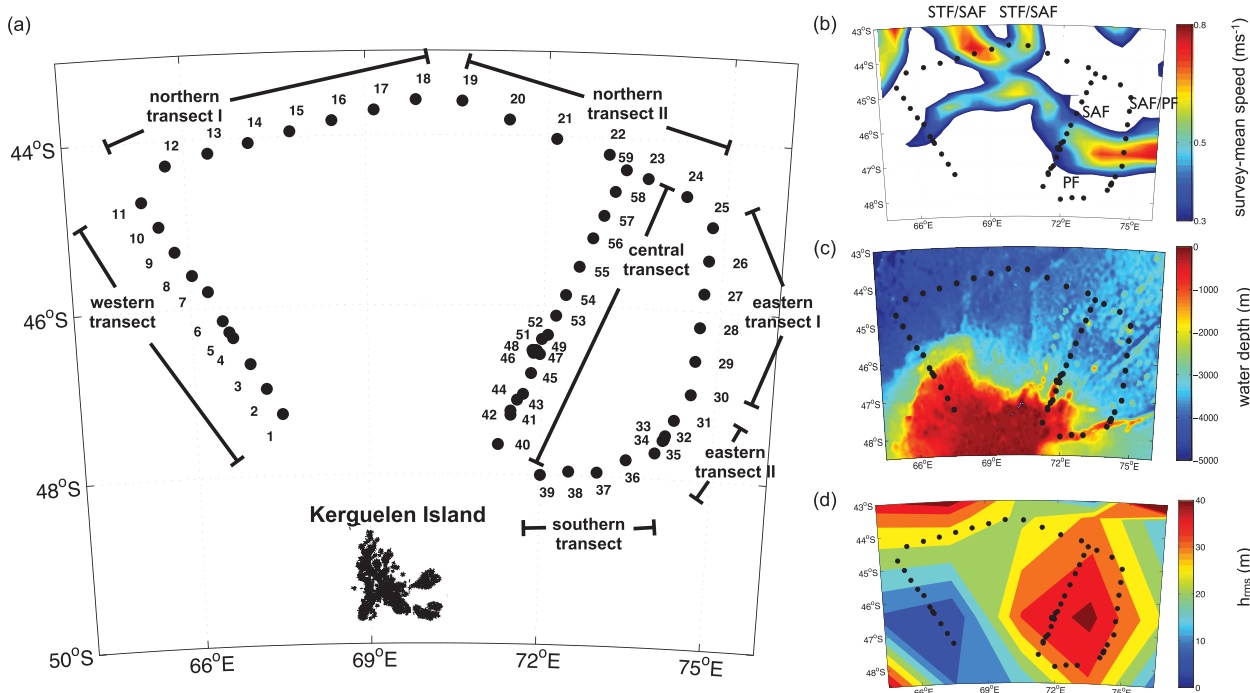 (a)
44°S
46°S
48°S
50°S
66°E
69°E
72°E
75°E
northern
transect I
northern
transect II
western
transect
central
transect
eastern
transect I
eastern
transect II
southern
transect
Kerguelen Island
1
2
3
4
5
6
7
8
9
10
11
12
13
14
15
16
17
18
19
20
21
22
23
24
25
26
27
28
29
30
31
32
33
34
35
36
37
38
39
40
41
42
43
44
45
46
47
48
49
51
52
53
54
55
56
57
58
59
(b)
STF/SAF
STF/SAF
SAF
SAF/PF
PF
43°S
44°S
45°S
46°S
47°S
48°S
66°E
69°E
72°E
75°E
0.8
0.5
0.3
survey-mean speed (ms⁻¹)
(c)
43°S
44°S
45°S
46°S
47°S
48°S
66°E
69°E
72°E
75°E
0
−1000
−2000
−3000
−4000
−5000
water depth (m)
(d)
43°S
44°S
45°S
46°S
47°S
48°S
66°E
69°E
72°E
75°E
40
30
20
10
0
hrms (m)